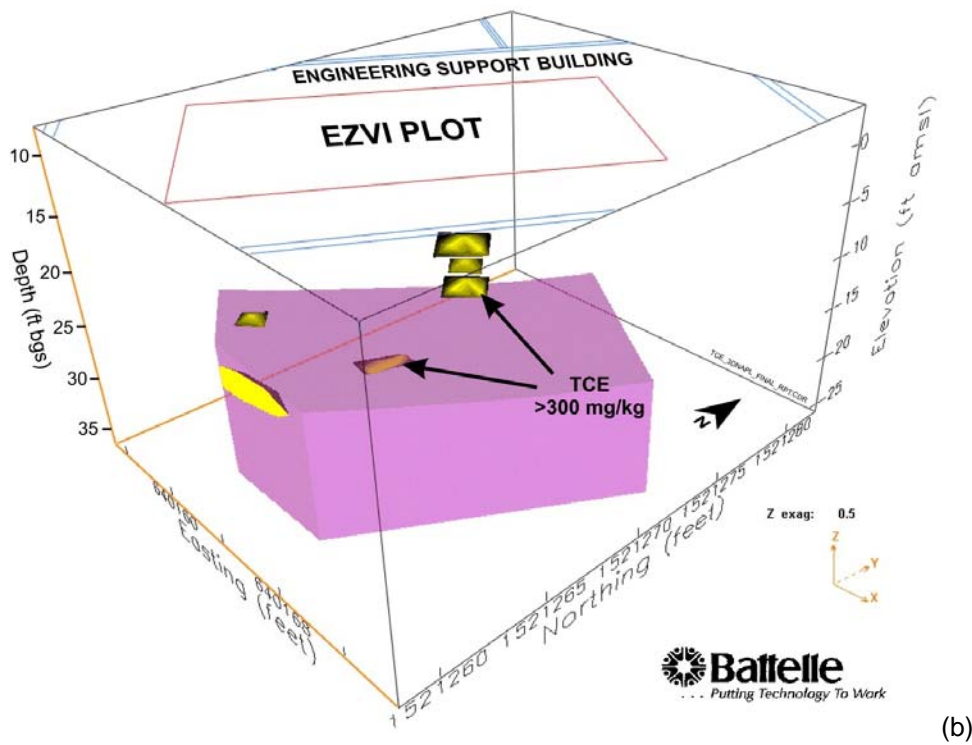 ENGINEERING SUPPORT BUILDING
EZVI PLOT
10
15
20
25
30
35
Depth (ft bgs)
0
-5
-10
-15
-20
-25
Elevation (ft amsl)
TCE
>300 mg/kg
TCE_3DNAPL_FINAL_RPT.CDR
N
640160
640168
Easting (feet)
1521260
1521265
1521270
1521275
1521280
Northing (feet)
Z exag: 0.5
Z
Y
X
Battelle
... Putting Technology To Work
(b)